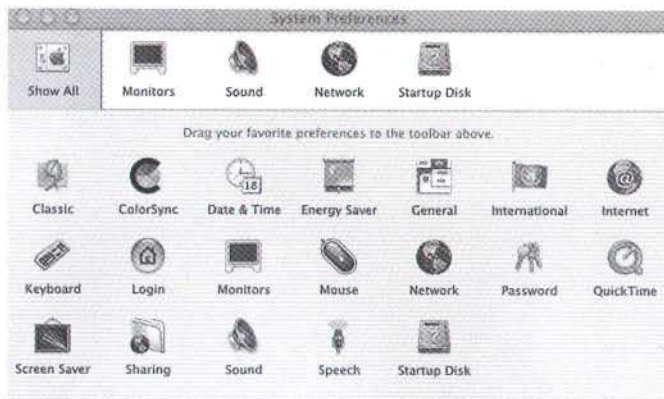 System Preferences
Show All Monitors Sound Network Startup Disk
Drag your favorite preferences to the toolbar above.
18
Classic ColorSync Date & Time Energy Saver General International Internet
@
Keyboard Login Monitors Mouse Network Password QuickTime
Screen Saver Sharing Sound Speech Startup Disk